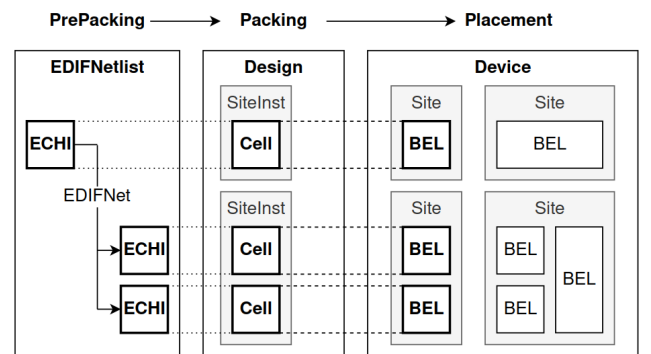 PrePacking Packing Placement
EDIFNetlist Design Device
SiteInst Site Site
ECHI Cell BEL BEL
EDIFNet
SiteInst Site Site
ECHI Cell BEL BEL
BEL
ECHI Cell BEL BEL